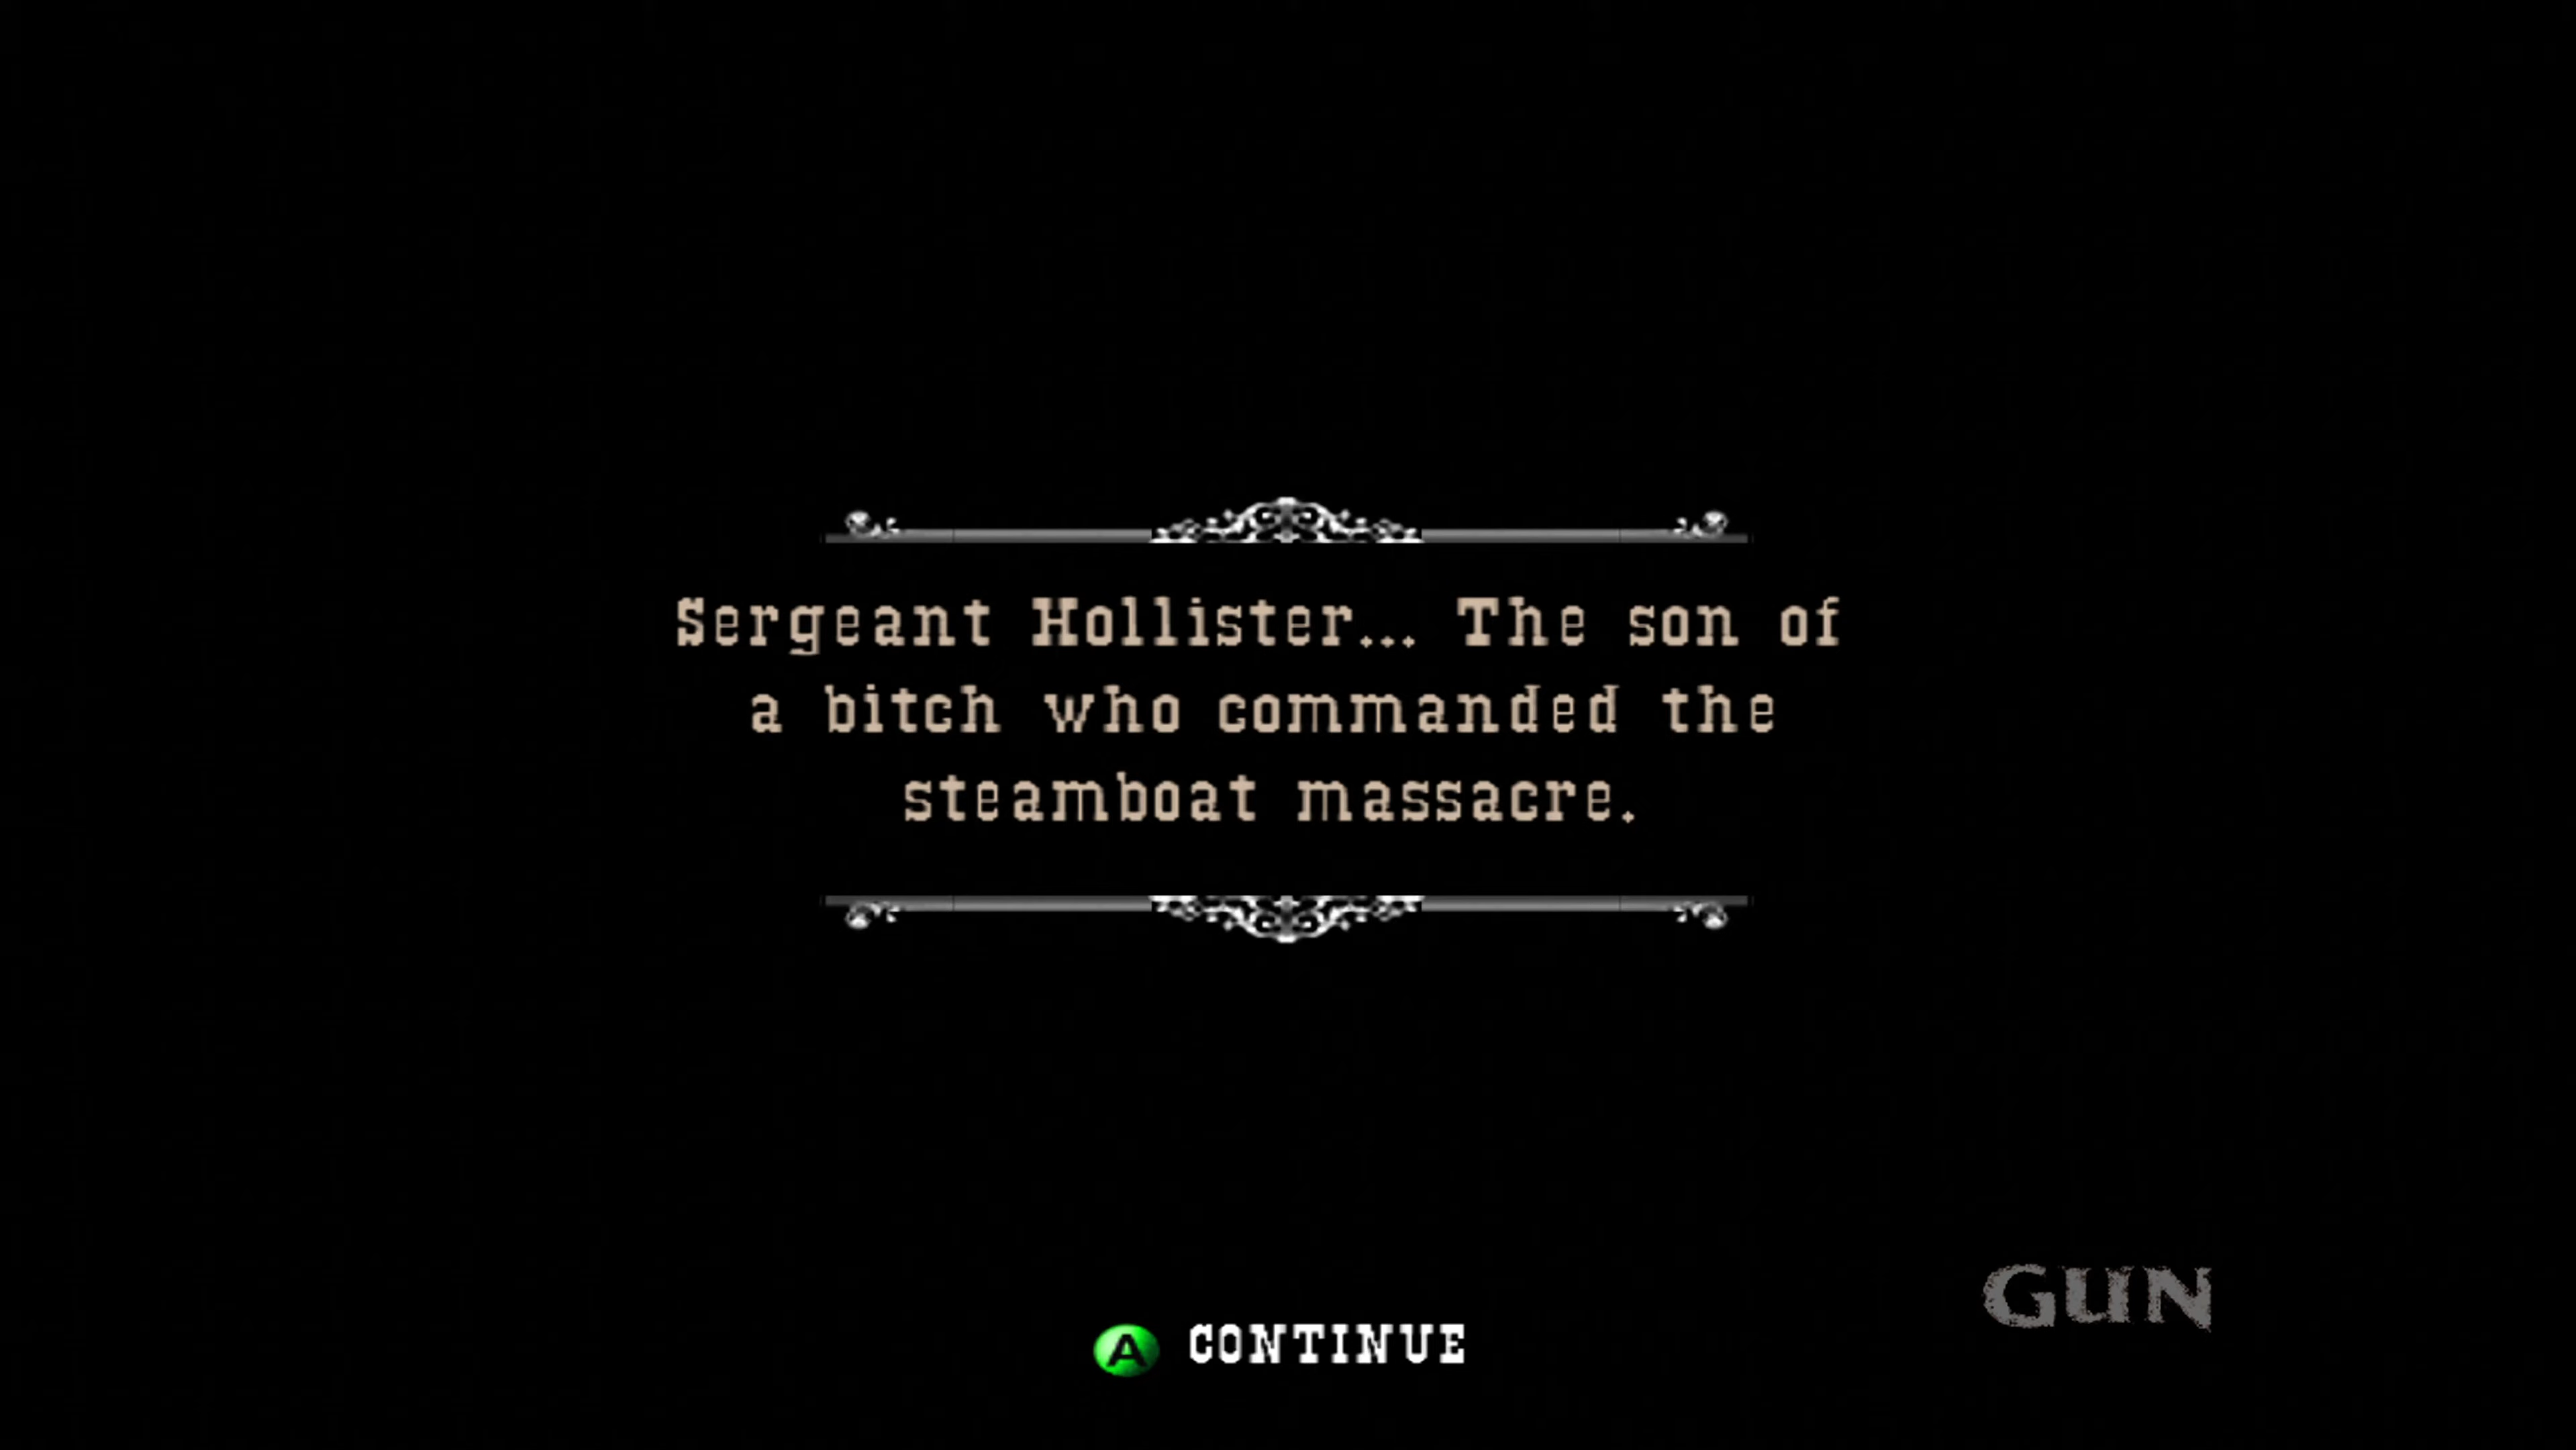 Sergeant Hollister... The son of
a bitch who commanded the
steamboat massacre.
GUN
A CONTINUE